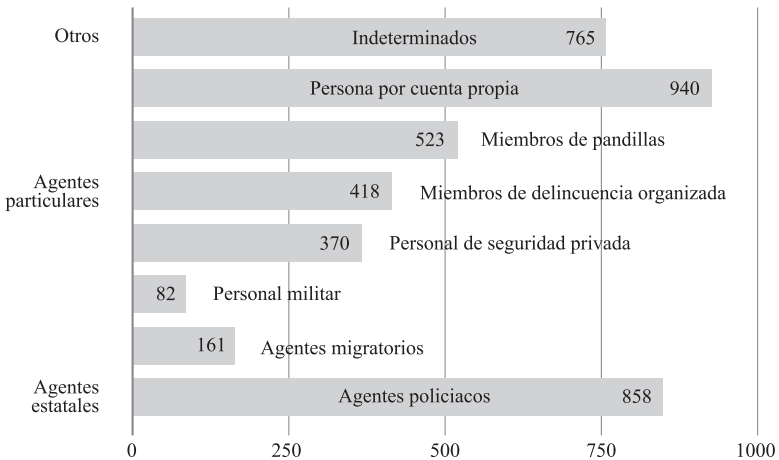 Otros
Indeterminados 765
Persona por cuenta propia 940
523 Miembros de pandillas
Agentes
particulares
418 Miembros de delincuencia organizada
370 Personal de seguridad privada
82 Personal militar
161 Agentes migratorios
Agentes
estatales
Agentes policiacos 858
0 250 500 750 1000